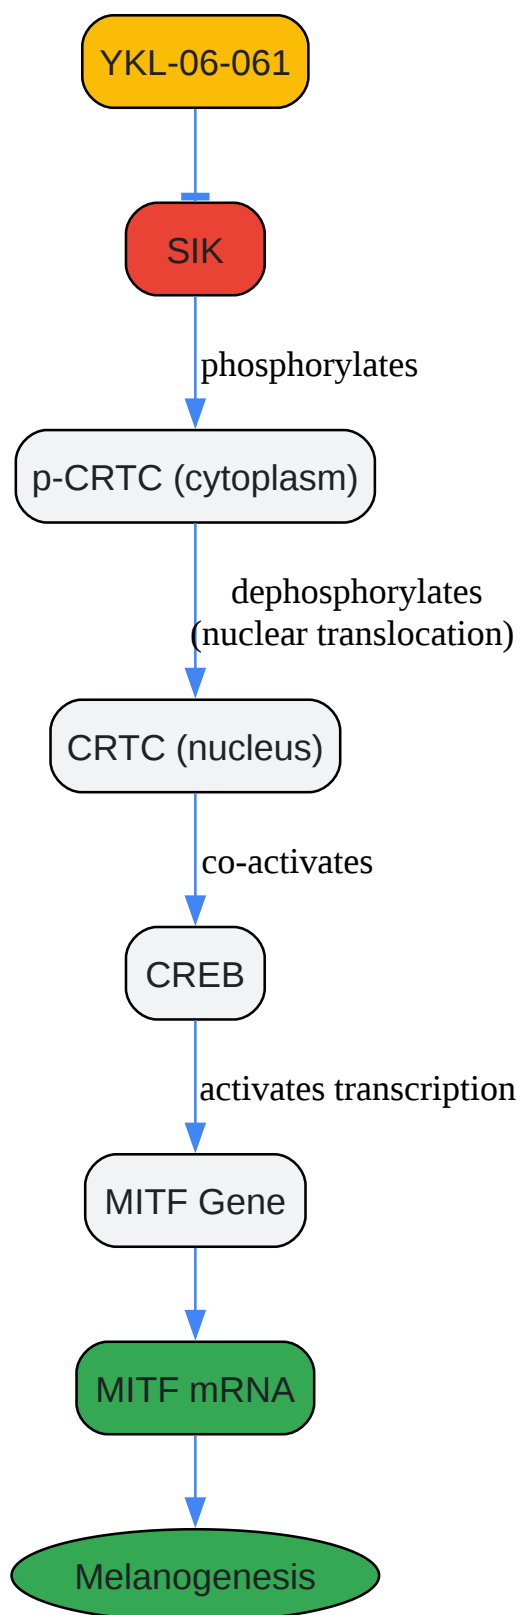 YKL-06-061
SIK
phosphorylates
p-CRTC (cytoplasm)
dephosphorylates
(nuclear translocation)
CRTC (nucleus)
co-activates
CREB
activates transcription
MITF Gene
MITF mRNA
Melanogenesis